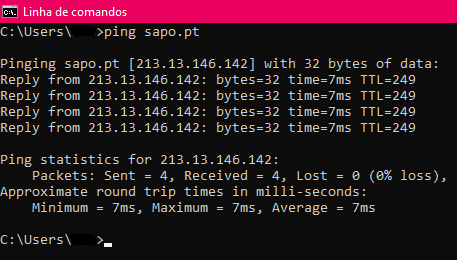 Linha de comandos
C:\Users\ >ping sapo.pt
Pinging sapo.pt [213.13.146.142] with 32 bytes of data:
Reply from 213.13.146.142: bytes=32 time=7ms TTL=249
Reply from 213.13.146.142: bytes=32 time=7ms TTL=249
Reply from 213.13.146.142: bytes=32 time=7ms TTL=249
Reply from 213.13.146.142: bytes=32 time=7ms TTL=249
Ping statistics for 213.13.146.142:
Packets: Sent = 4, Received = 4, Lost = 0 (0% loss),
Approximate round trip times in milli-seconds:
Minimum = 7ms, Maximum = 7ms, Average = 7ms
C:\Users\ >